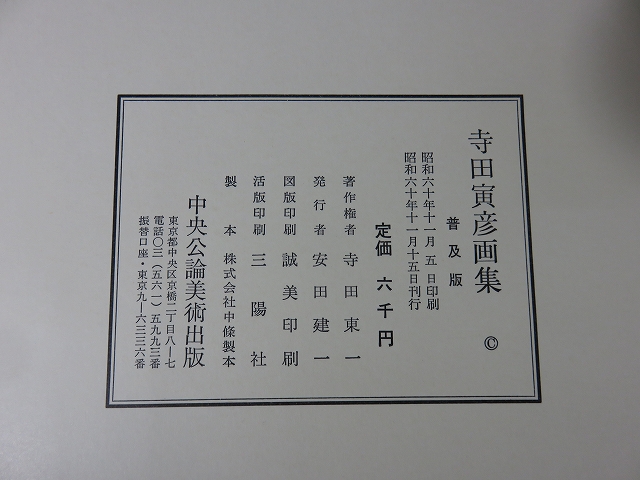 寺田寅彦画集 ©
普及版
昭和六十年十一月五日印刷
昭和六十年十一月十五日刊行
定価 六千円
著作権者 寺田東一
発行者 安田建一
図版印刷 誠美印刷
活版印刷 三陽社
製本 株式会社中條製本
中央公論美術出版
東京都中央区京橋二丁目八—七
電話〇三(五六一)五九九三番
振替口座・東京九—六三三六番